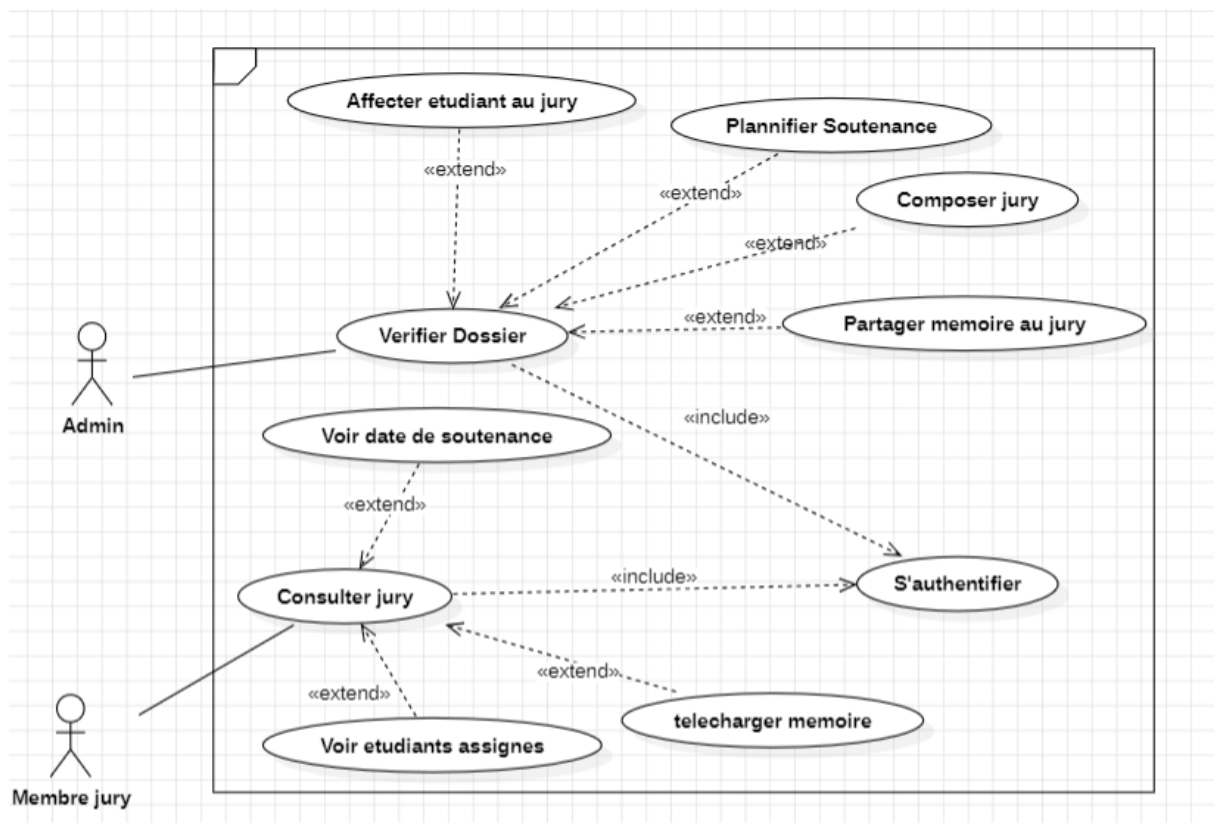 Affecter etudiant au jury
Plannifier Soutenance
«extend»
«extend»
Composer jury
«extend»
Partager memoire au jury
«extend»
Verifier Dossier
Admin
«include»
Voir date de soutenance
«extend»
«include»
S'authentifier
Consulter jury
«extend»
«extend»
telecharger memoire
Voir etudiants assignes
Membre jury